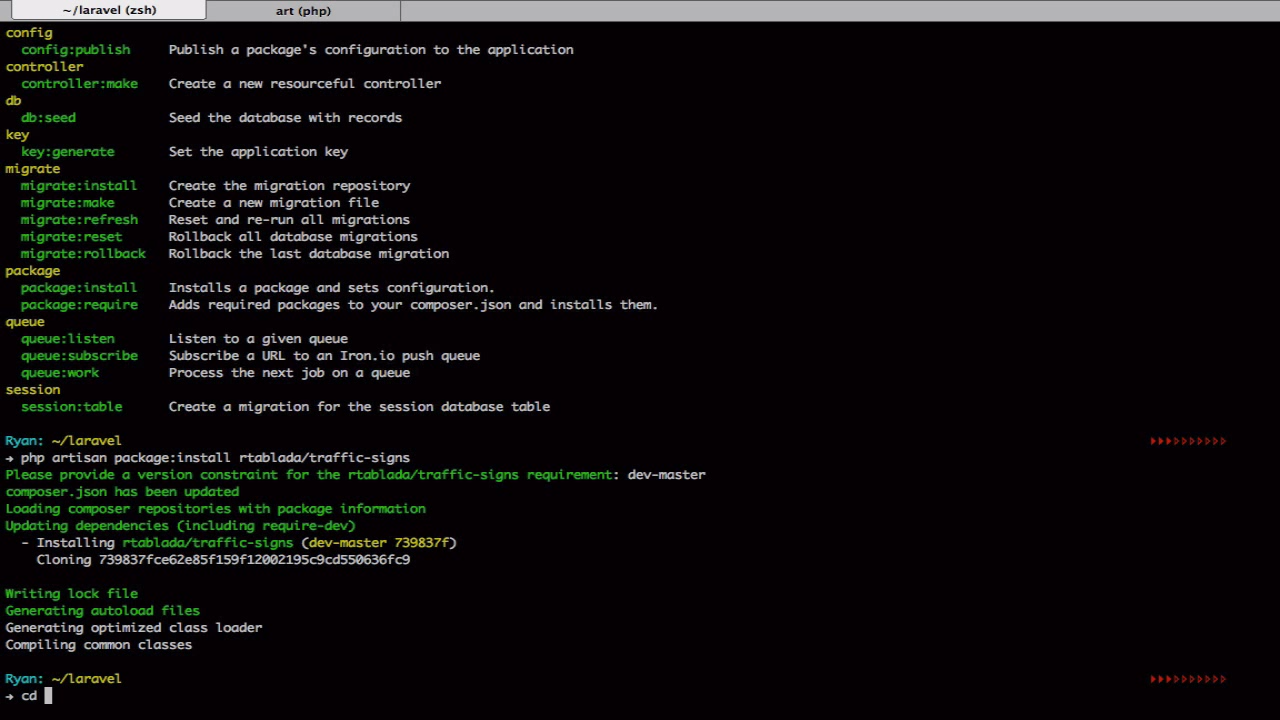 ~/laravel (zsh)
art (php)
config
config:publish Publish a package's configuration to the application
controller
controller:make Create a new resourceful controller
db
db:seed Seed the database with records
key
key:generate Set the application key
migrate
migrate:install Create the migration repository
migrate:make Create a new migration file
migrate:refresh Reset and re-run all migrations
migrate:reset Rollback all database migrations
migrate:rollback Rollback the last database migration
package
package:install Installs a package and sets configuration.
package:require Adds required packages to your composer.json and installs them.
queue
queue:listen Listen to a given queue
queue:subscribe Subscribe a URL to an Iron.io push queue
queue:work Process the next job on a queue
session
session:table Create a migration for the session database table
Ryan: ~/laravel
➜ php artisan package:install rtablada/traffic-signs
Please provide a version constraint for the rtablada/traffic-signs requirement: dev-master
composer.json has been updated
Loading composer repositories with package information
Updating dependencies (including require-dev)
- Installing rtablada/traffic-signs (dev-master 739837f)
Cloning 739837fce62e85f159f12002195c9cd550636fc9
Writing lock file
Generating autoload files
Generating optimized class loader
Compiling common classes
Ryan: ~/laravel
➜ cd